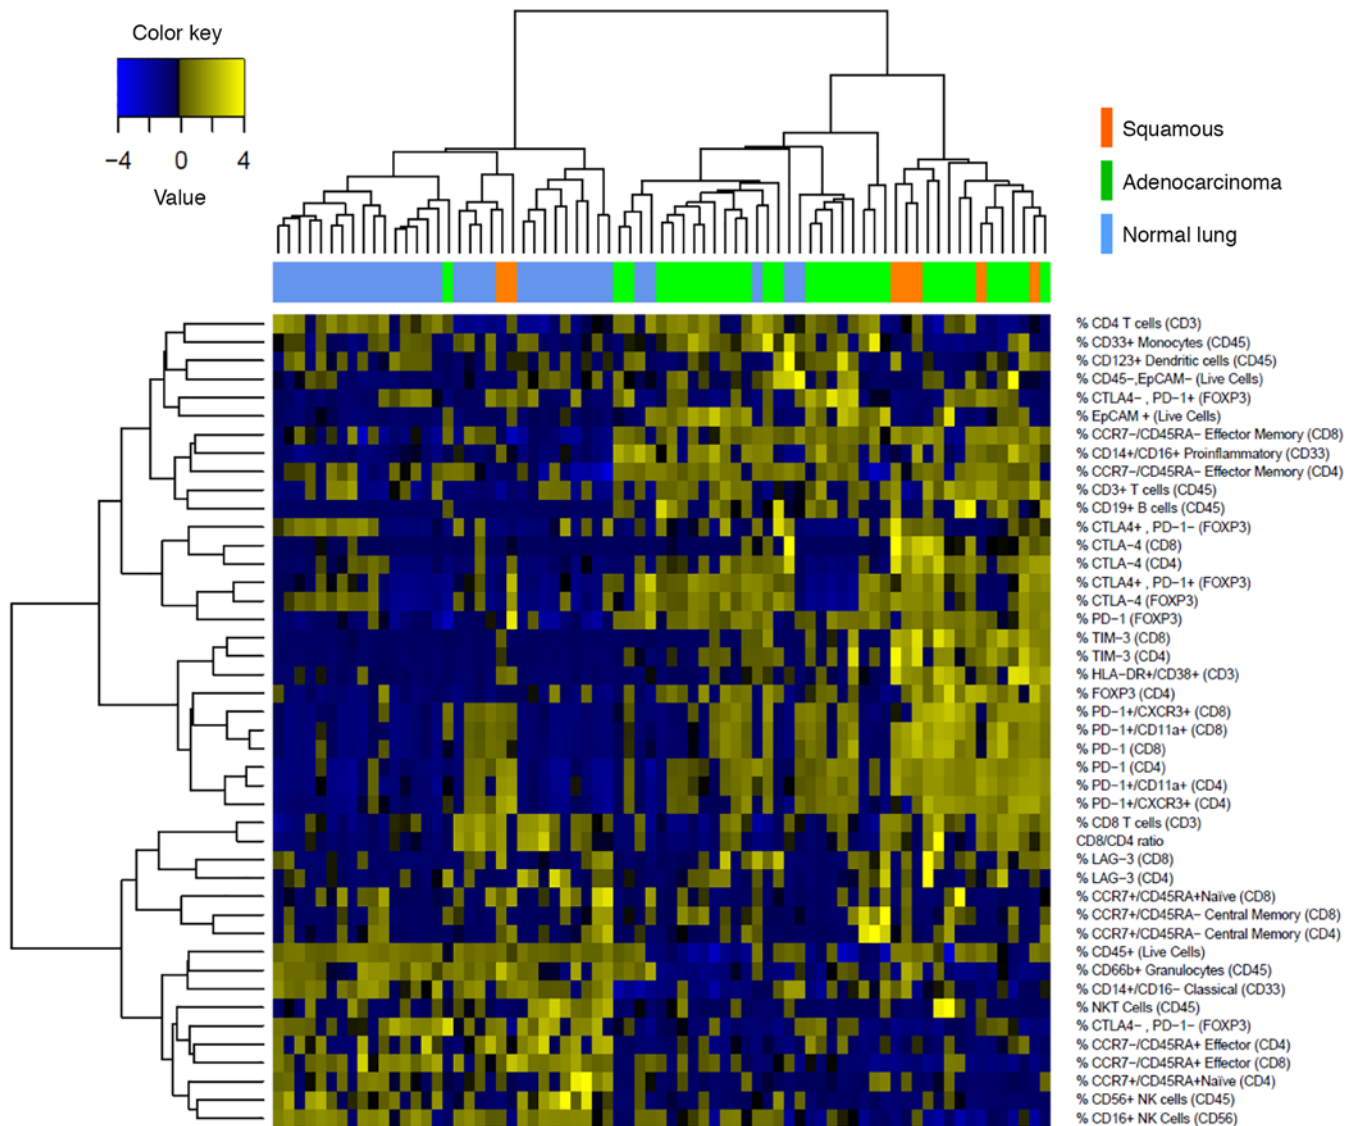 Color key
−4 0 4
Value
Squamous
Adenocarcinoma
Normal lung
% CD4 T cells (CD3)
% CD33+ Monocytes (CD45)
% CD123+ Dendritic cells (CD45)
% CD45−,EpCAM− (Live Cells)
% CTLA4− , PD−1+ (FOXP3)
% EpCAM + (Live Cells)
% CCR7−/CD45RA− Effector Memory (CD8)
% CD14+/CD16+ Proinflammatory (CD33)
% CCR7−/CD45RA− Effector Memory (CD4)
% CD3+ T cells (CD45)
% CD19+ B cells (CD45)
% CTLA4+ , PD−1− (FOXP3)
% CTLA−4 (CD8)
% CTLA−4 (CD4)
% CTLA4+ , PD−1+ (FOXP3)
% CTLA−4 (FOXP3)
% PD−1 (FOXP3)
% TIM−3 (CD8)
% TIM−3 (CD4)
% HLA−DR+/CD38+ (CD3)
% FOXP3 (CD4)
% PD−1+/CXCR3+ (CD8)
% PD−1+/CD11a+ (CD8)
% PD−1 (CD8)
% PD−1 (CD4)
% PD−1+/CD11a+ (CD4)
% PD−1+/CXCR3+ (CD4)
% CD8 T cells (CD3)
CD8/CD4 ratio
% LAG−3 (CD8)
% LAG−3 (CD4)
% CCR7+/CD45RA+Naïve (CD8)
% CCR7+/CD45RA− Central Memory (CD8)
% CCR7+/CD45RA− Central Memory (CD4)
% CD45+ (Live Cells)
% CD66b+ Granulocytes (CD45)
% CD14+/CD16− Classical (CD33)
% NKT Cells (CD45)
% CTLA4− , PD−1− (FOXP3)
% CCR7−/CD45RA+ Effector (CD4)
% CCR7−/CD45RA+ Effector (CD8)
% CCR7+/CD45RA+Naïve (CD4)
% CD56+ NK cells (CD45)
% CD16+ NK Cells (CD56)